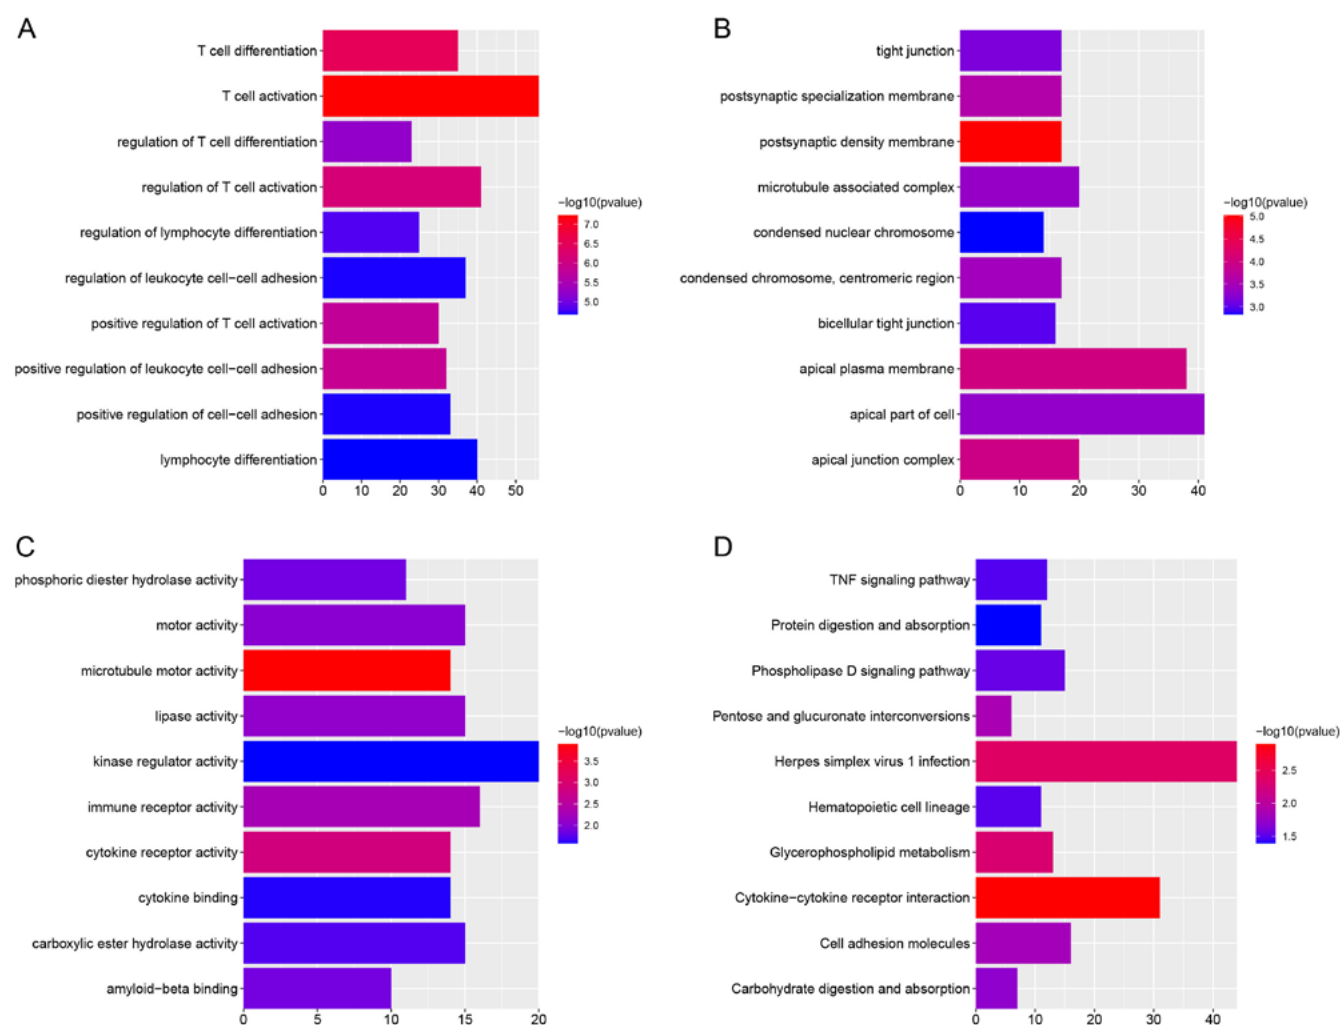 A
T cell differentiation
T cell activation
regulation of T cell differentiation
regulation of T cell activation
regulation of lymphocyte differentiation
regulation of leukocyte cell−cell adhesion
positive regulation of T cell activation
positive regulation of leukocyte cell−cell adhesion
positive regulation of cell−cell adhesion
lymphocyte differentiation
0 10 20 30 40 50
−log10(pvalue)
7.0
6.5
6.0
5.5
5.0
B
tight junction
postsynaptic specialization membrane
postsynaptic density membrane
microtubule associated complex
condensed nuclear chromosome
condensed chromosome, centromeric region
bicellular tight junction
apical plasma membrane
apical part of cell
apical junction complex
0 10 20 30 40
−log10(pvalue)
5.0
4.5
4.0
3.5
3.0
C
phosphoric diester hydrolase activity
motor activity
microtubule motor activity
lipase activity
kinase regulator activity
immune receptor activity
cytokine receptor activity
cytokine binding
carboxylic ester hydrolase activity
amyloid−beta binding
0 5 10 15 20
−log10(pvalue)
3.5
3.0
2.5
2.0
D
TNF signaling pathway
Protein digestion and absorption
Phospholipase D signaling pathway
Pentose and glucuronate interconversions
Herpes simplex virus 1 infection
Hematopoietic cell lineage
Glycerophospholipid metabolism
Cytokine−cytokine receptor interaction
Cell adhesion molecules
Carbohydrate digestion and absorption
0 10 20 30 40
−log10(pvalue)
2.5
2.0
1.5